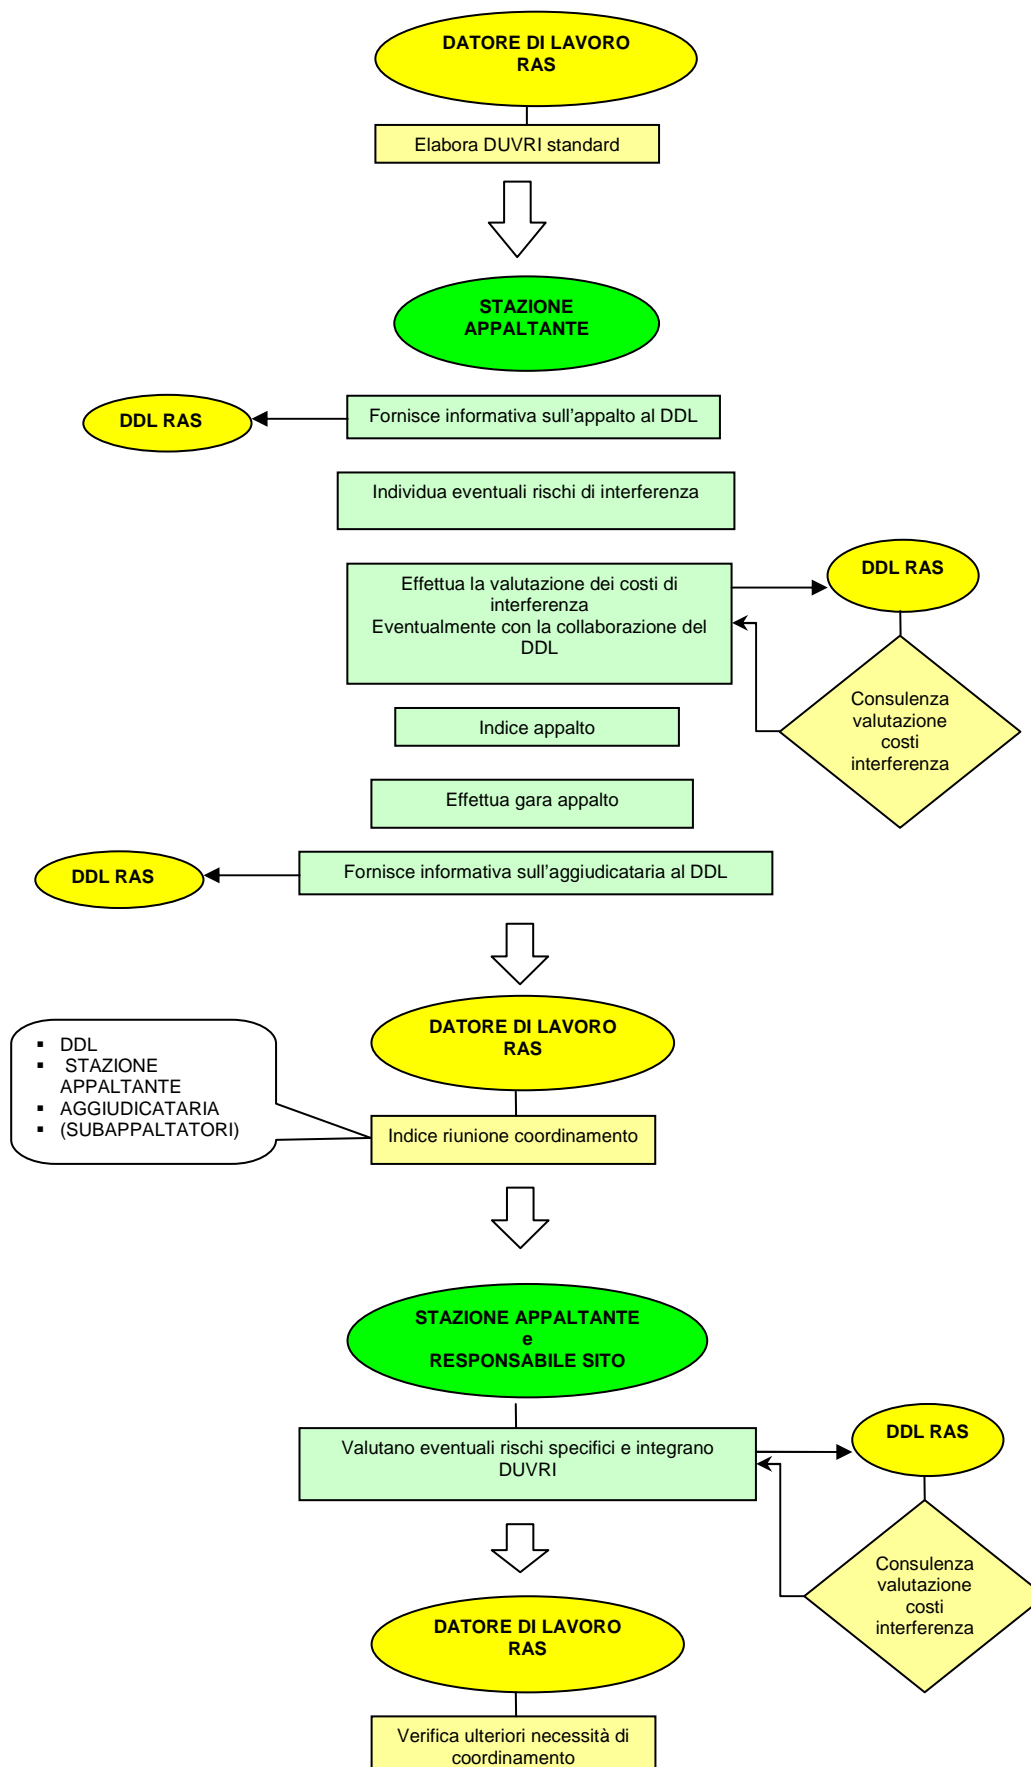 DATORE DI LAVORO
RAS
Elabora DUVRI standard
STAZIONE
APPALTANTE
DDL RAS
Fornisce informativa sull’appalto al DDL
Individua eventuali rischi di interferenza
Effettua la valutazione dei costi di
interferenza
Eventualmente con la collaborazione del
DDL
DDL RAS
Consulenza
valutazione
costi
interferenza
Indice appalto
Effettua gara appalto
DDL RAS
Fornisce informativa sull’aggiudicataria al DDL
DATORE DI LAVORO
RAS
▪ DDL
▪ STAZIONE
APPALTANTE
▪ AGGIUDICATARIA
▪ (SUBAPPALTATORI)
Indice riunione coordinamento
STAZIONE APPALTANTE
e
RESPONSABILE SITO
Valutano eventuali rischi specifici e integrano
DUVRI
DDL RAS
Consulenza
valutazione
costi
interferenza
DATORE DI LAVORO
RAS
Verifica ulteriori necessità di
coordinamento